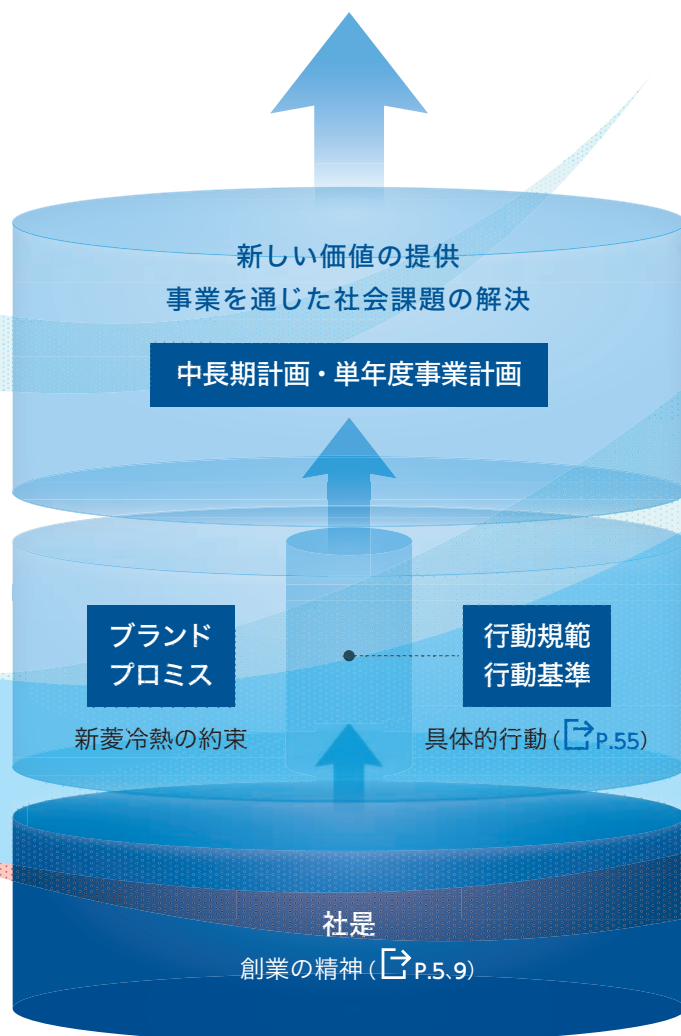 新しい価値の提供
事業を通じた社会課題の解決
中長期計画・単年度事業計画
ブランド
プロミス
新菱冷熱の約束
行動規範
行動基準
具体的行動(P.55)
社是
創業の精神(P.5、9)